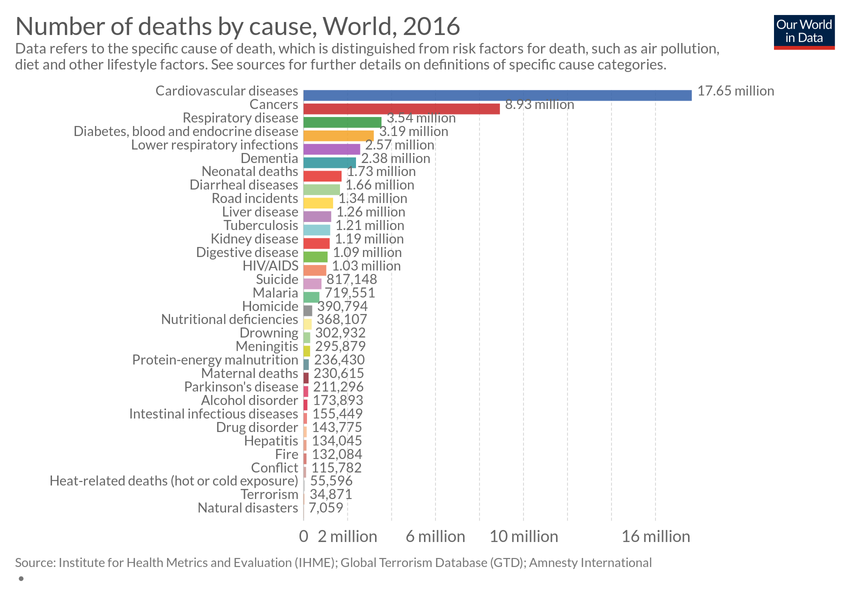 Number of deaths by cause, World, 2016
Our World
in Data
Data refers to the specific cause of death, which is distinguished from risk factors for death, such as air pollution,
diet and other lifestyle factors. See sources for further details on definitions of specific cause categories.
Cardiovascular diseases 17.65 million
Cancers 8.93 million
Respiratory disease 3.54 million
Diabetes, blood and endocrine disease 3.19 million
Lower respiratory infections 2.57 million
Dementia 2.38 million
Neonatal deaths 1.73 million
Diarrheal diseases 1.66 million
Road incidents 1.34 million
Liver disease 1.26 million
Tuberculosis 1.21 million
Kidney disease 1.19 million
Digestive disease 1.09 million
HIV/AIDS 1.03 million
Suicide 817,148
Malaria 719,551
Homicide 390,794
Nutritional deficiencies 368,107
Drowning 302,932
Meningitis 295,879
Protein-energy malnutrition 236,430
Maternal deaths 230,615
Parkinson's disease 211,296
Alcohol disorder 173,893
Intestinal infectious diseases 155,449
Drug disorder 143,775
Hepatitis 134,045
Fire 132,084
Conflict 115,782
Heat-related deaths (hot or cold exposure) 55,596
Terrorism 34,871
Natural disasters 7,059
0 2 million 6 million 10 million 16 million
Source: Institute for Health Metrics and Evaluation (IHME); Global Terrorism Database (GTD); Amnesty International
•